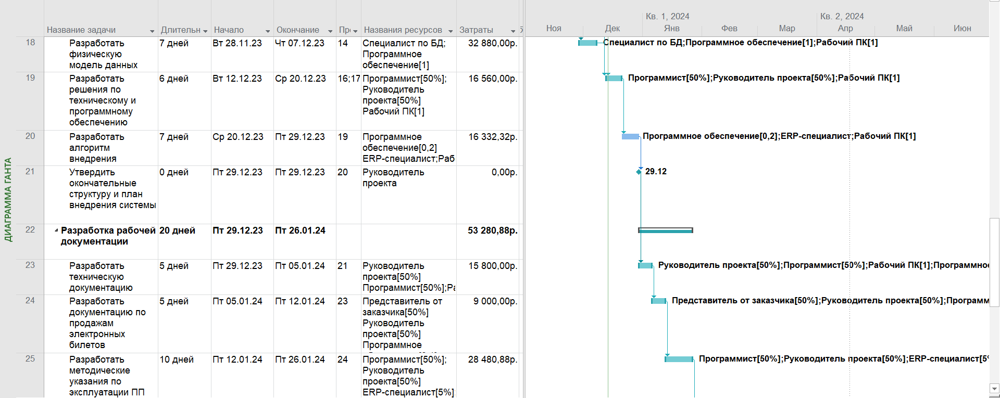 Кв. 1, 2024 Кв. 2, 2024
Название задачи Длительн Начало Окончание Названия ресурсов Затраты Ноя Дек Янв Фев Мар Апр Май Июн
ДИАГРАММА ГАНТА
18 Разработать 7 дней Вт 28.11.23 Чт 07.12.23 14 Специалист по БД; 32 880,00р. Специалист по БД;Программное обеспечение[1];Рабочий ПК[1]
физическую Программное
модель данных обеспечение[1]
19 Разработать 6 дней Вт 12.12.23 Ср 20.12.23 16;17 Программист[50%]; 16 560,00р. Программист[50%];Руководитель проекта[50%];Рабочий ПК[1]
решения по Руководитель
техническому и проекта[50%]
программному Рабочий ПК[1]
обеспечению
20 Разработать 7 дней Ср 20.12.23 Пт 29.12.23 19 Программное 16 332,32р. Программное обеспечение[0,2];ERP-специалист;Рабочий ПК[1]
алгоритм обеспечение[0,2]
внедрения ERP-специалист;Раб
21 Утвердить 0 дней Пт 29.12.23 Пт 29.12.23 20 Руководитель 0,00р. 29.12
окончательные проекта
структуру и план
внедрения системы
22 Разработка рабочей 20 дней Пт 29.12.23 Пт 26.01.24 53 280,88р.
документации
23 Разработать 5 дней Пт 29.12.23 Пт 05.01.24 21 Руководитель 15 800,00р. Руководитель проекта[50%];Программист[50%];Рабочий ПК[1];Программно
техническую проекта[50%]
документацию Программист[50%];Ра
24 Разработать 5 дней Пт 05.01.24 Пт 12.01.24 23 Представитель от 9 000,00р. Представитель от заказчика[50%];Руководитель проекта[50%];Программ
документацию по заказчика[50%]
продажам Руководитель
электронных проекта[50%]
билетов Программное
25 Разработать 10 дней Пт 12.01.24 Пт 26.01.24 24 Программист[50%]; 28 480,88р. Программист[50%];Руководитель проекта[50%];ERP-специалист[5%
методические Руководитель
указания по проекта[50%]
эксплуатации ПП ERP-специалист[5%];